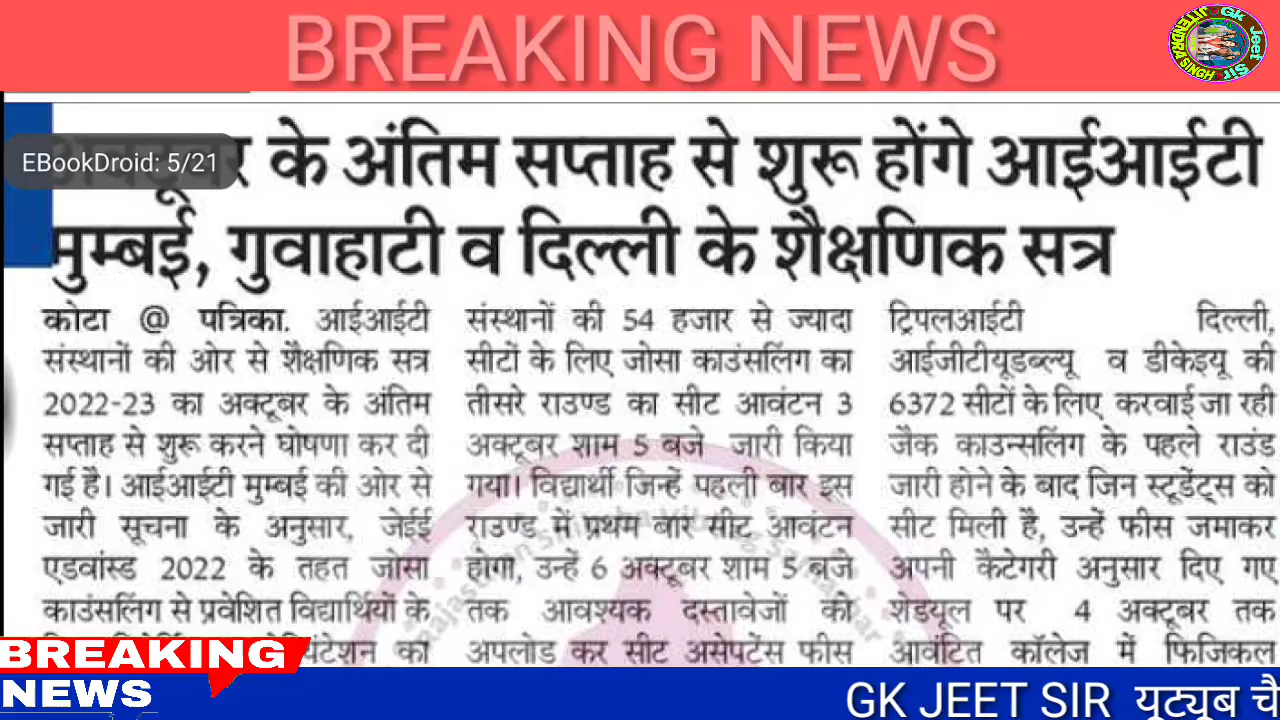 BREAKING NEWS
JITENDRA SINGH GK Jeet Sir
EBookDroid: 5/21
के अंतिम सप्ताह से शुरू होंगे आईआईटी
मुम्बई, गुवाहाटी व दिल्ली के शैक्षणिक सत्र
कोटा @ पत्रिका. आईआईटी
संस्थानों की ओर से शैक्षणिक सत्र
2022-23 का अक्टूबर के अंतिम
सप्ताह से शुरू करने घोषणा कर दी
गई है। आईआईटी मुम्बई की ओर से
जारी सूचना के अनुसार, जेईई
एडवांस्ड 2022 के तहत जोसा
काउंसलिंग से प्रवेशित विद्यार्थियों के
का
संस्थानों की 54 हजार से ज्यादा
सीटों के लिए जोसा काउंसलिंग का
तीसरे राउण्ड का सीट आवंटन 3
अक्टूबर शाम 5 बजे जारी किया
गया। विद्यार्थी जिन्हें पहली बार इस
राउण्ड में प्रथम बार सीट आवंटन
होगा, उन्हें 6 अक्टूबर शाम 5 बजे
तक आवश्यक दस्तावेजों को
अपलोड कर सीट असेपटेंस फीस
ट्रिपलआईटी दिल्ली,
आईजीटीयूडब्ल्यू व डीकेइयू की
6372 सीटों के लिए करवाई जा रही
जैक काउन्सलिंग के पहले राउंड
जारी होने के बाद जिन स्टूडेंट्स को
सीट मिली है, उन्हें फीस जमाकर
अपनी कैटेगरी अनुसार दिए गए
शेड्यूल पर 4 अक्टूबर तक
आवंटित कॉलेज में फिजिकल
BREAKING
NEWS
GK JEET SIR यूट्यूब चै